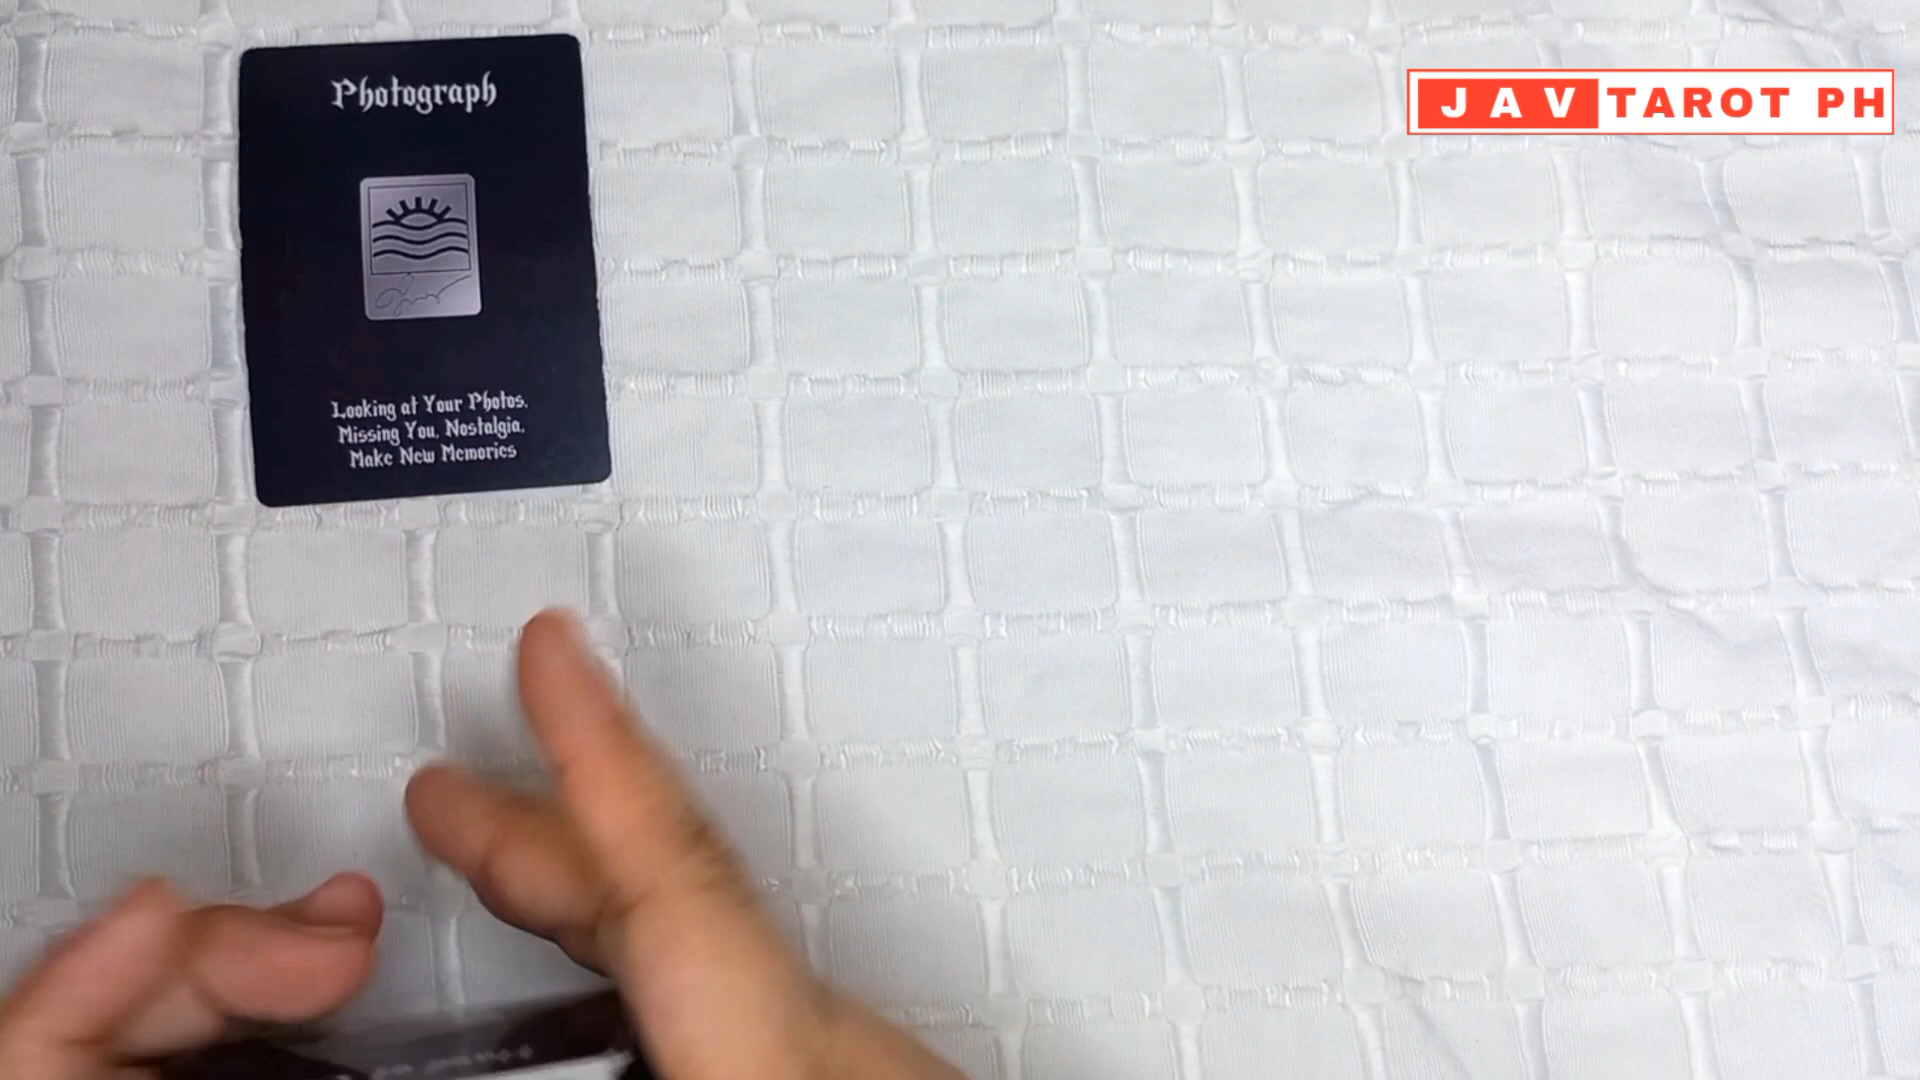 Photograph
Looking at Your Photos.
Missing You, Nostalgia,
Make New Memories
JAV TAROT PH